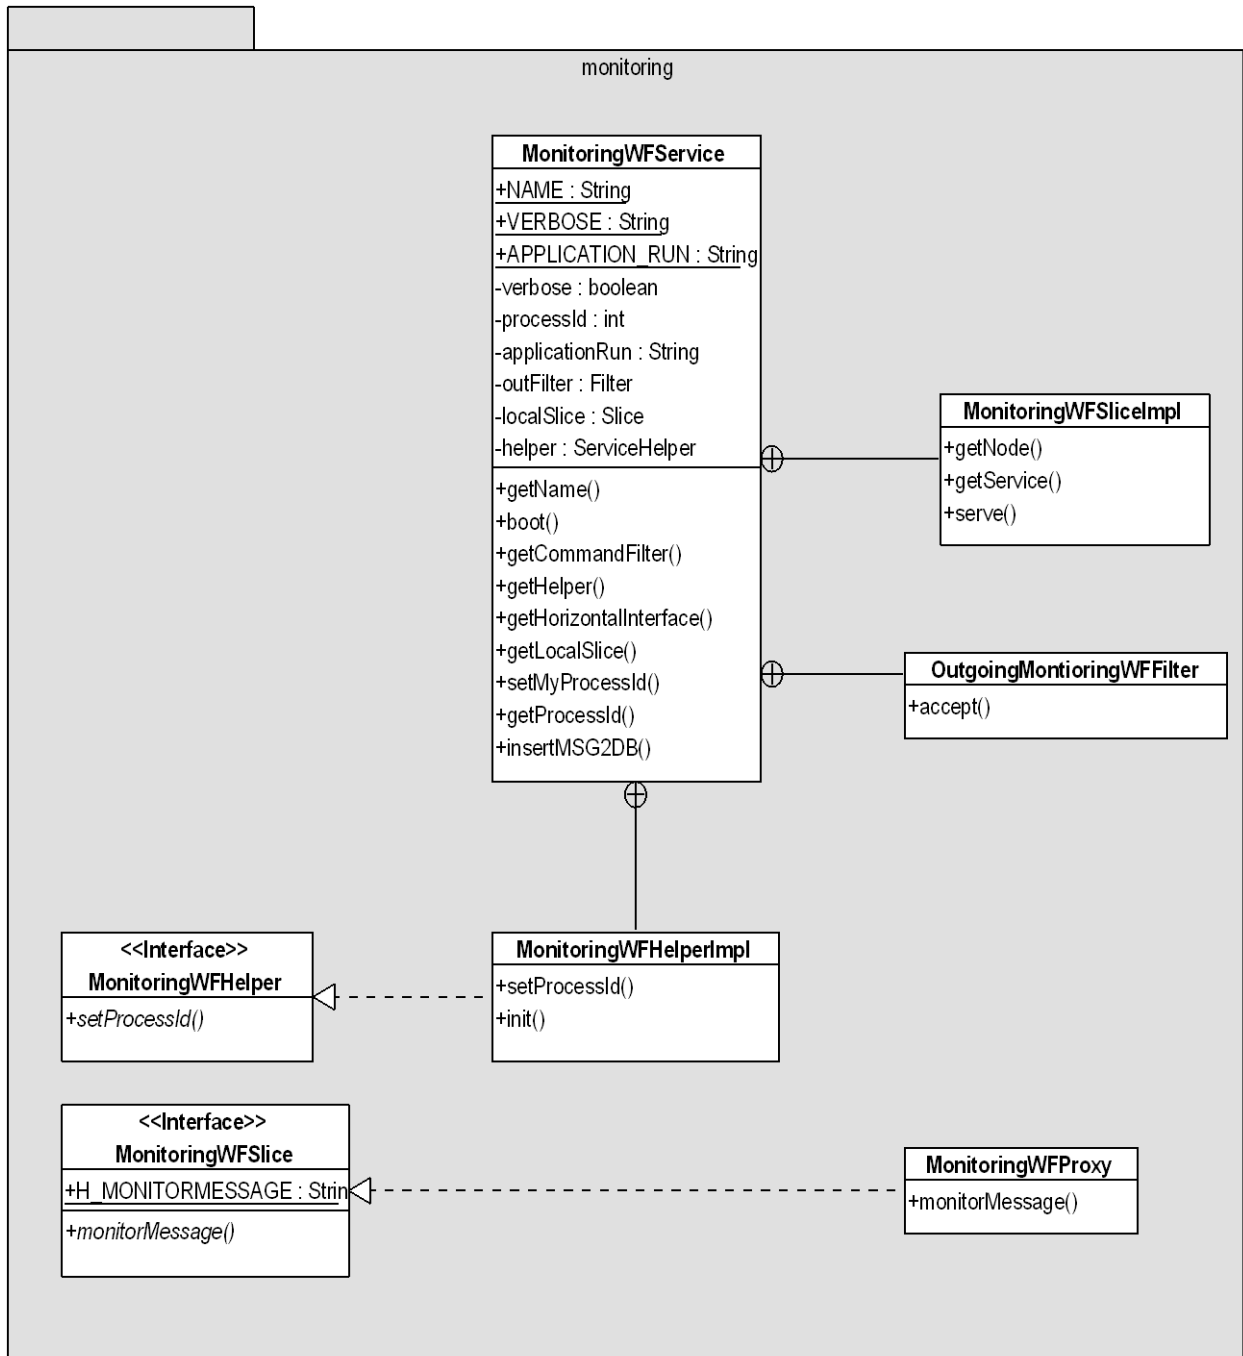 monitoring
MonitoringWFService
+NAME : String
+VERBOSE : String
+APPLICATION_RUN : String
-verbose : boolean
-processId : int
-applicationRun : String
-outFilter : Filter
-localSlice : Slice
-helper : ServiceHelper
+getName()
+boot()
+getCommandFilter()
+getHelper()
+getHorizontalInterface()
+getLocalSlice()
+setMyProcessId()
+getProcessId()
+insertMSG2DB()
MonitoringWFSliceImpl
+getNode()
+getService()
+serve()
OutgoingMontioringWFFilter
+accept()
<<Interface>>
MonitoringWFHelper
+setProcessId()
MonitoringWFHelperImpl
+setProcessId()
+init()
<<Interface>>
MonitoringWFSlice
+H_MONITORMESSAGE : Strin
+monitorMessage()
MonitoringWFProxy
+monitorMessage()